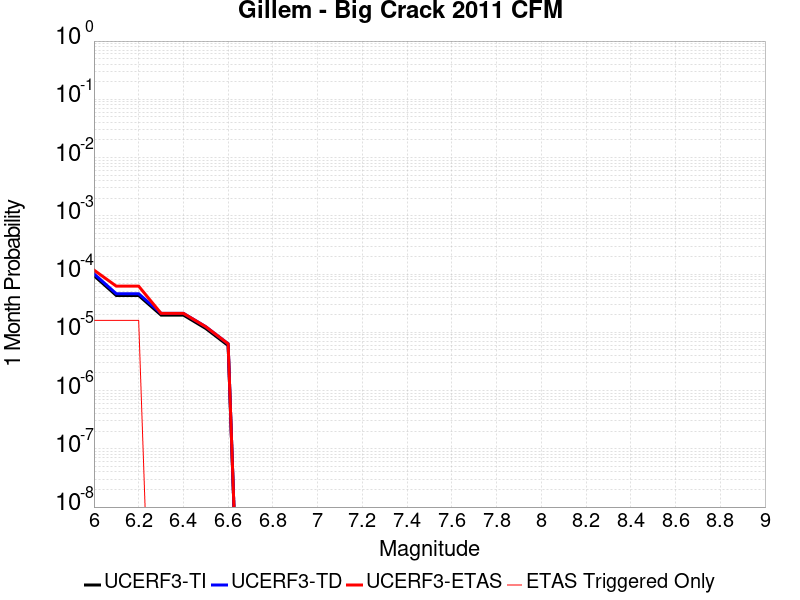 Gillem - Big Crack 2011 CFM
10^0
10^-1
10^-2
10^-3
10^-4
10^-5
10^-6
10^-7
10^-8
1 Month Probability
6 6.2 6.4 6.6 6.8 7 7.2 7.4 7.6 7.8 8 8.2 8.4 8.6 8.8 9
Magnitude
UCERF3-TI UCERF3-TD UCERF3-ETAS ETAS Triggered Only